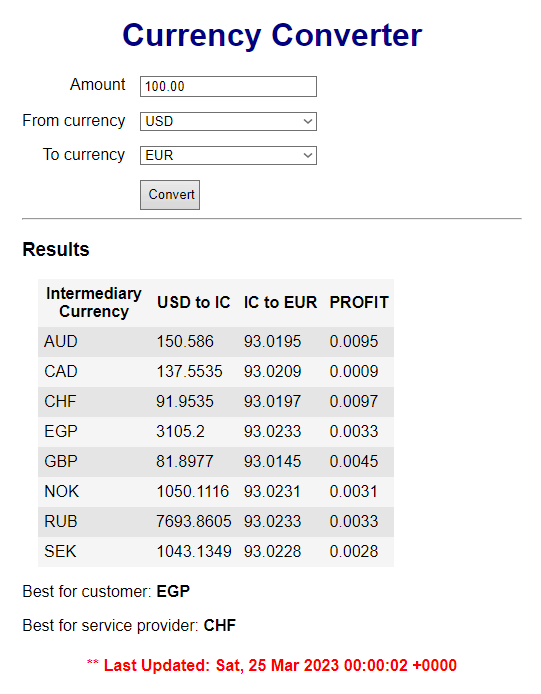 Currency Converter
Amount 100.00
From currency USD
To currency EUR
Convert
Results
Intermediary Currency USD to IC IC to EUR PROFIT
AUD 150.586 93.0195 0.0095
CAD 137.5535 93.0209 0.0009
CHF 91.9535 93.0197 0.0097
EGP 3105.2 93.0233 0.0033
GBP 81.8977 93.0145 0.0045
NOK 1050.1116 93.0231 0.0031
RUB 7693.8605 93.0233 0.0033
SEK 1043.1349 93.0228 0.0028
Best for customer: EGP
Best for service provider: CHF
** Last Updated: Sat, 25 Mar 2023 00:00:02 +0000